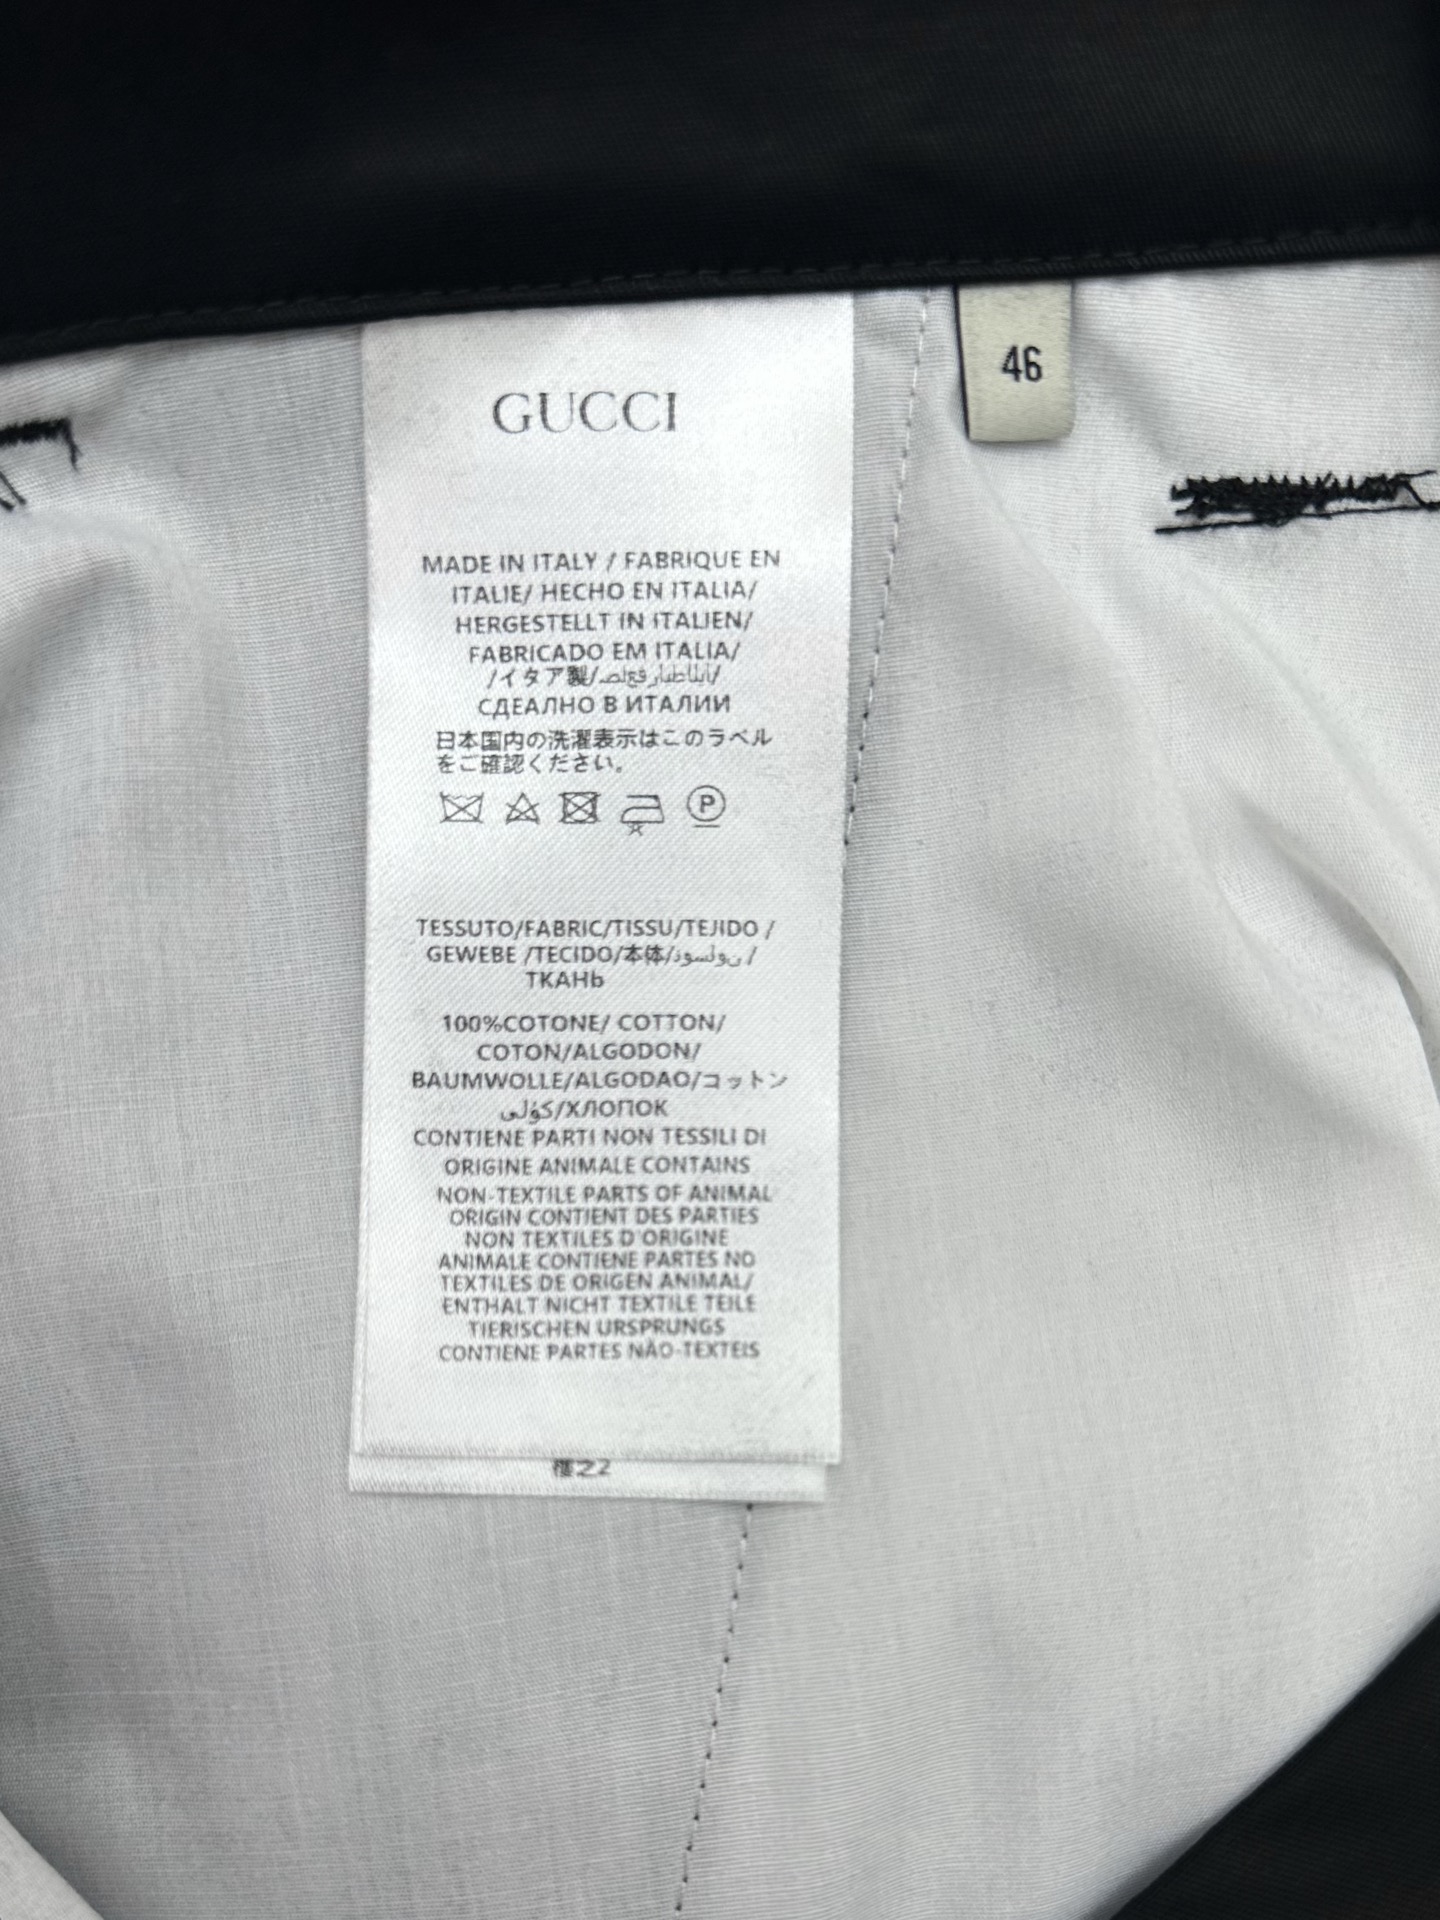 GUCCI
46
MADE IN ITALY / FABRIQUE EN
ITALIE/ HECHO EN ITALIA/
HERGESTELLT IN ITALIEN/
FABRICADO EM ITALIA/
/イタア製/
СДЕАЛНО В ИТАЛИИ
日本国内の洗濯表示はこのラベル
をご確認ください。
P
TESSUTO/FABRIC/TISSU/TEJIDO /
GEWEBE /TECIDO/本体/ /
TKAHb
100%COTONE/ COTTON/
COTON/ALGODON/
BAUMWOLLE/ALGODAO/コットン
/ХЛОПОК
CONTIENE PARTI NON TESSILI DI
ORIGINE ANIMALE CONTAINS
NON-TEXTILE PARTS OF ANIMAL
ORIGIN CONTIENT DES PARTIES
NON TEXTILES D'ORIGINE
ANIMALE CONTIENE PARTES NO
TEXTILES DE ORIGEN ANIMAL/
ENTHALT NICHT TEXTILE TEILE
TIERISCHEN URSPRUNGS
CONTIENE PARTES NÃO-TEXTEIS